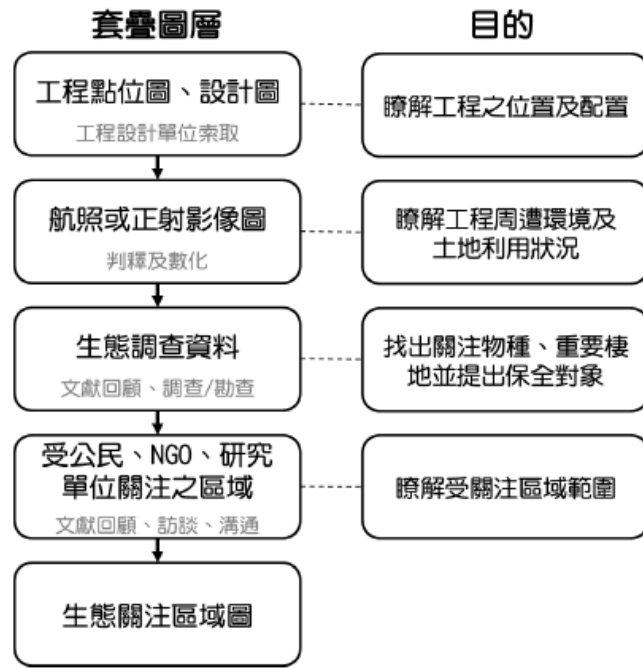 套疊圖層
目的
工程點位圖、設計圖
工程設計單位索取
瞭解工程之位置及配置
航照或正射影像圖
判釋及數化
瞭解工程周遭環境及
土地利用狀況
生態調查資料
文獻回顧、調查/勘查
找出關注物種、重要棲
地並提出保全對象
受公民、NGO、研究
單位關注之區域
文獻回顧、訪談、溝通
瞭解受關注區域範圍
生態關注區域圖